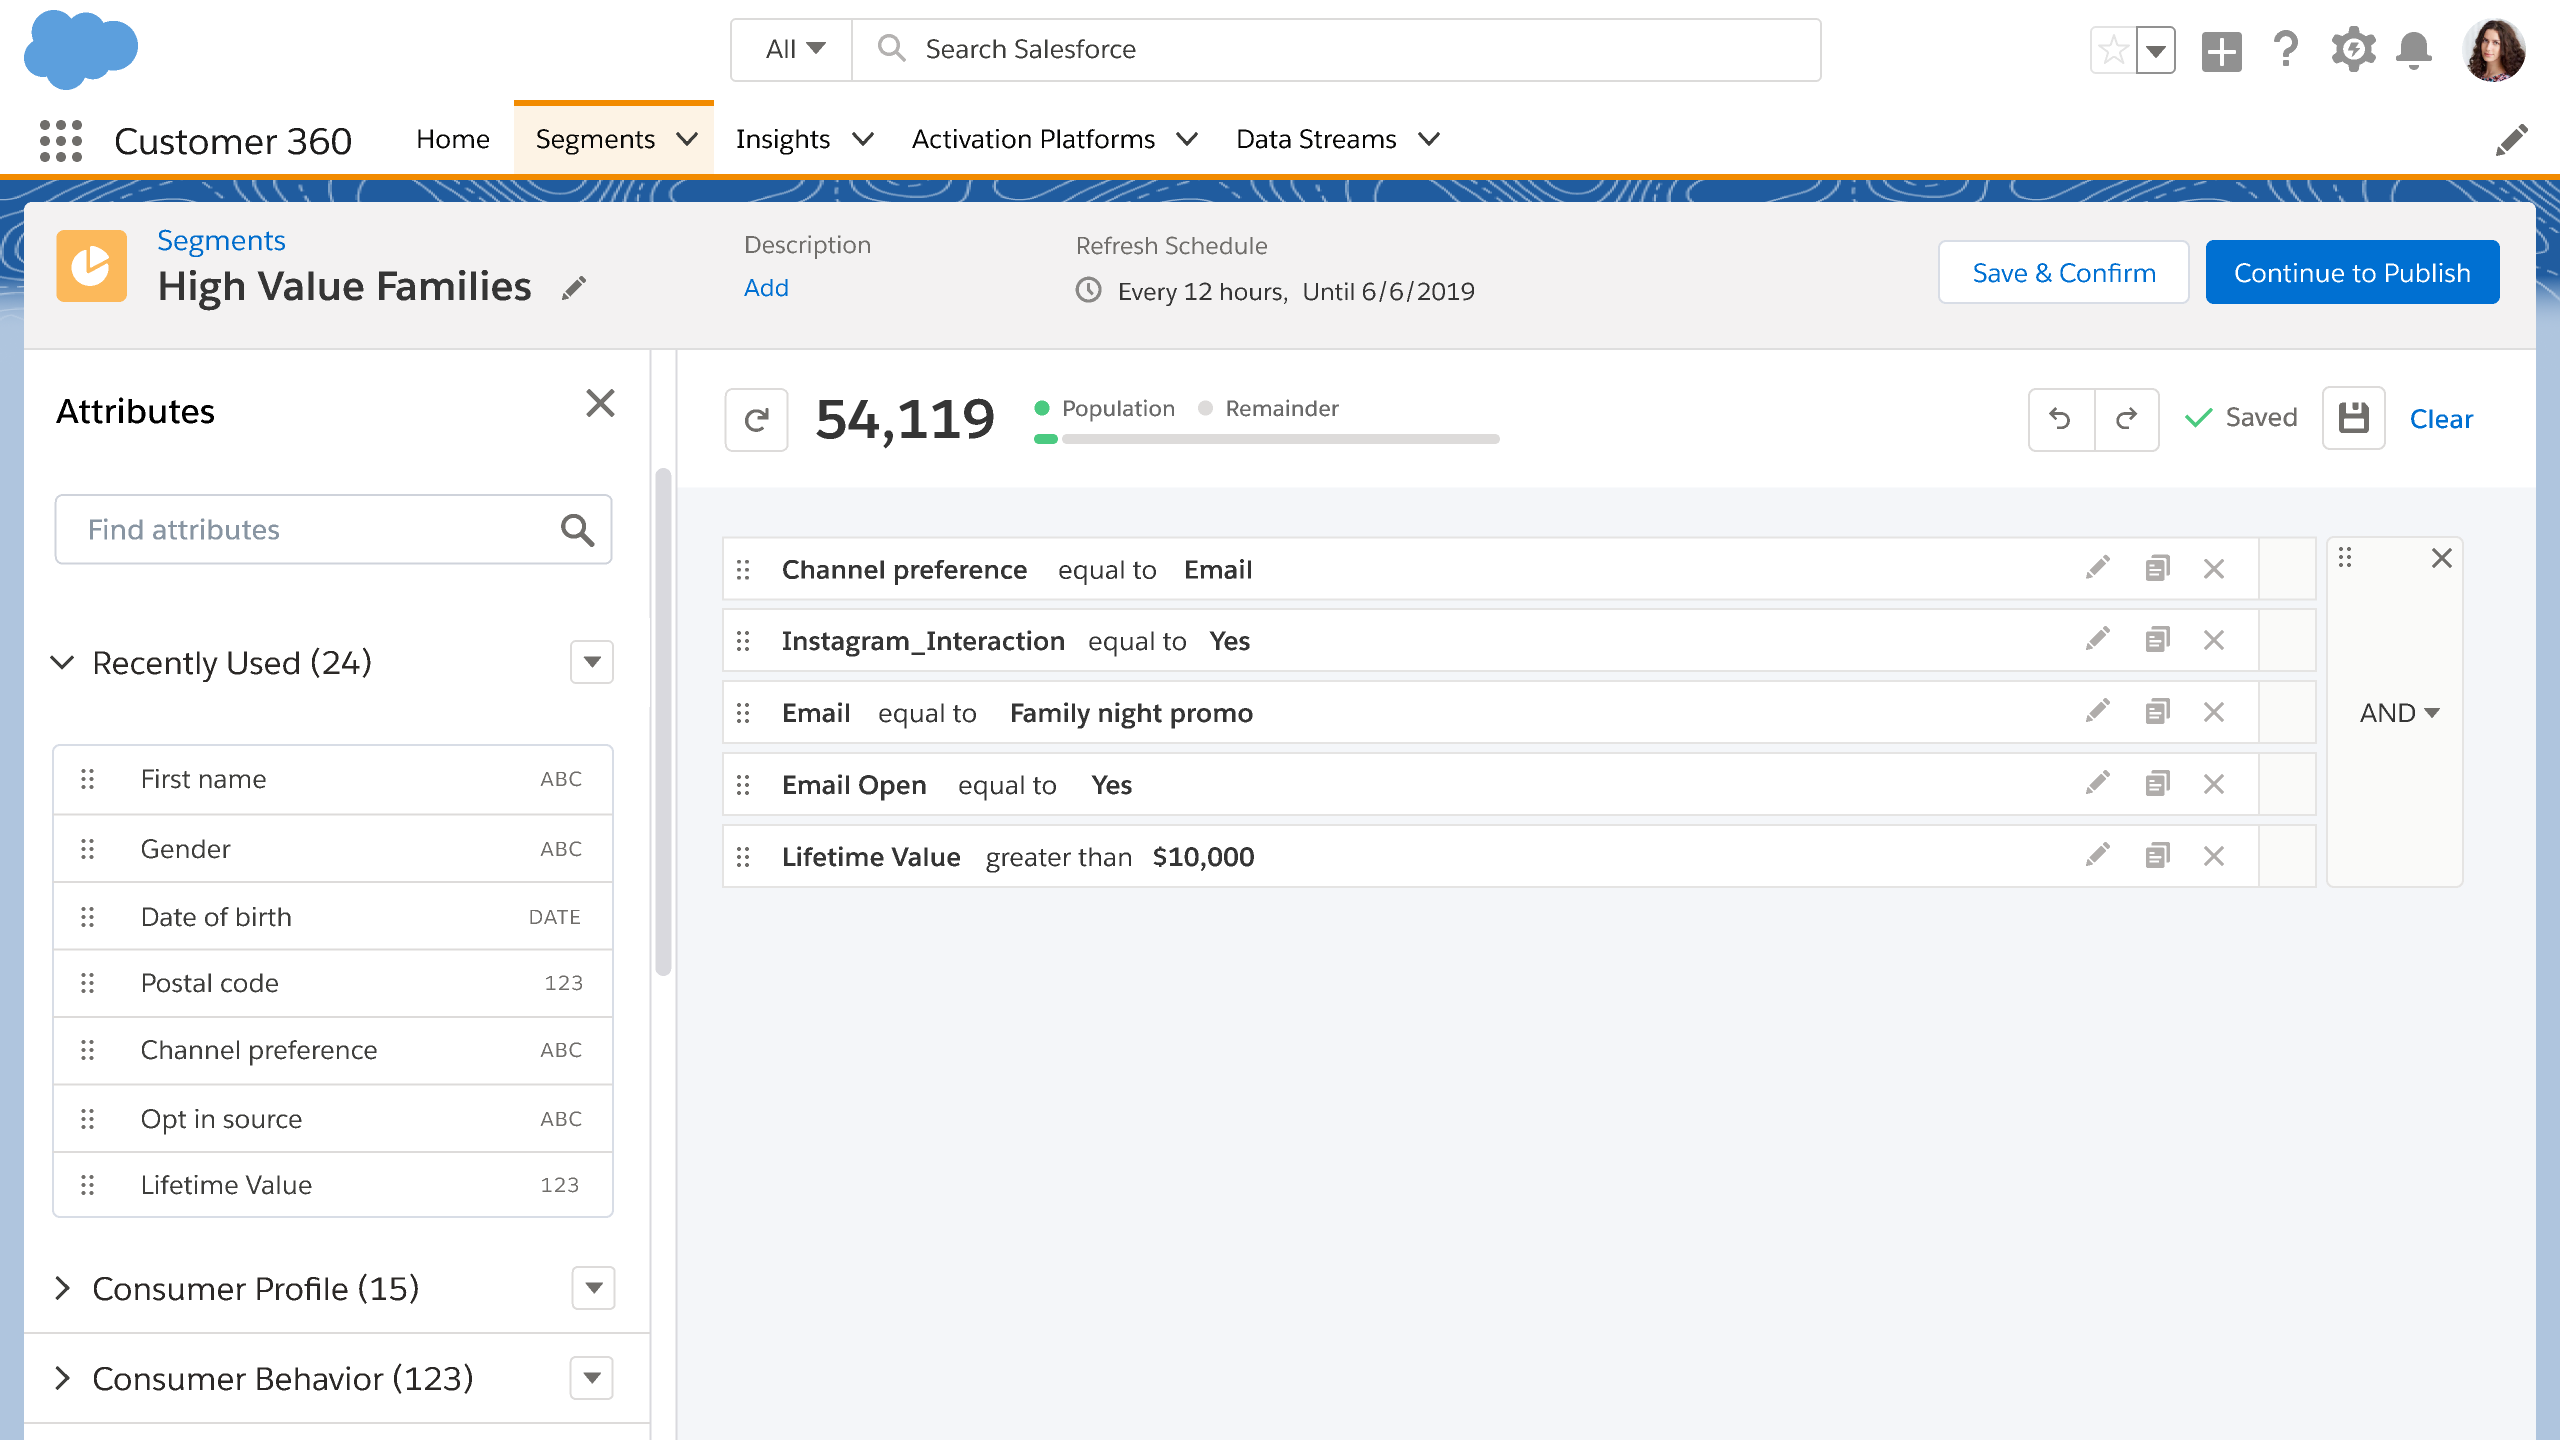 All Search Salesforce
Customer 360 Home Segments Insights Activation Platforms Data Streams
Segments
High Value Families
Description
Add
Refresh Schedule
Every 12 hours, Until 6/6/2019
Save & Confirm
Continue to Publish
Attributes
Find attributes
Recently Used (24)
First name ABC
Gender ABC
Date of birth DATE
Postal code 123
Channel preference ABC
Opt in source ABC
Lifetime Value 123
Consumer Profile (15)
Consumer Behavior (123)
54,119
Population Remainder
Saved
Clear
Channel preference equal to Email
Instagram_Interaction equal to Yes
Email equal to Family night promo
Email Open equal to Yes
Lifetime Value greater than $10,000
AND